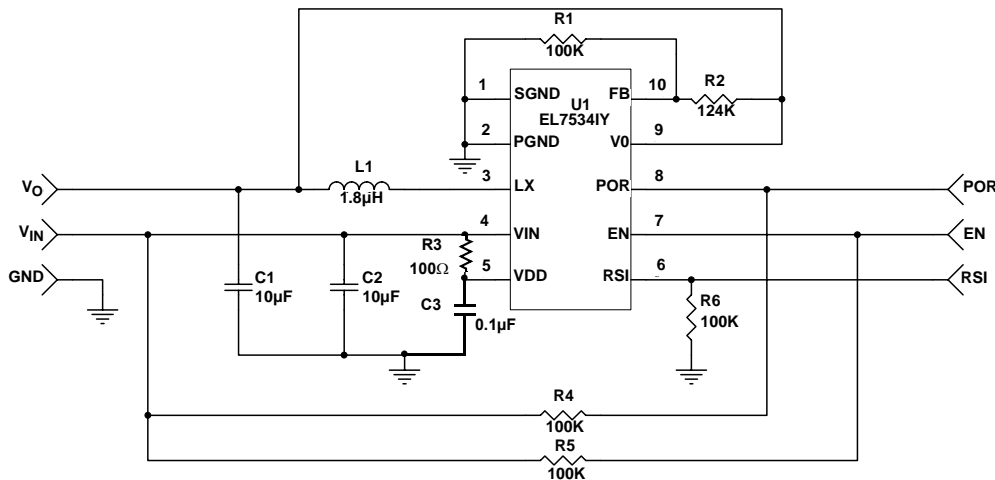 R1
100K
1
SGND
FB
10
R2
124K
U1
EL7534IY
2
PGND
V0
9
VO
L1
1.8µH
3
LX
POR
8
POR
VIN
4
VIN
EN
7
EN
R3
100Ω
GND
5
VDD
RSI
6
RSI
C1
10µF
C2
10µF
C3
0.1µF
R6
100K
R4
100K
R5
100K